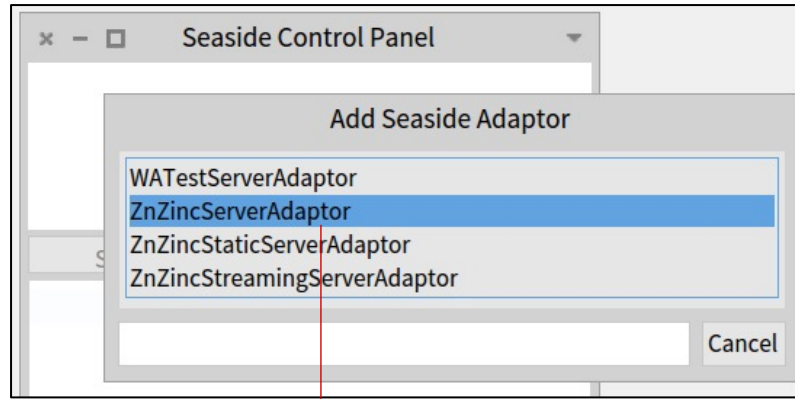 Seaside Control Panel
Add Seaside Adaptor
WATestServerAdaptor
ZnZincServerAdaptor
ZnZincStaticServerAdaptor
S
ZnZincStreamingServerAdaptor
Cancel